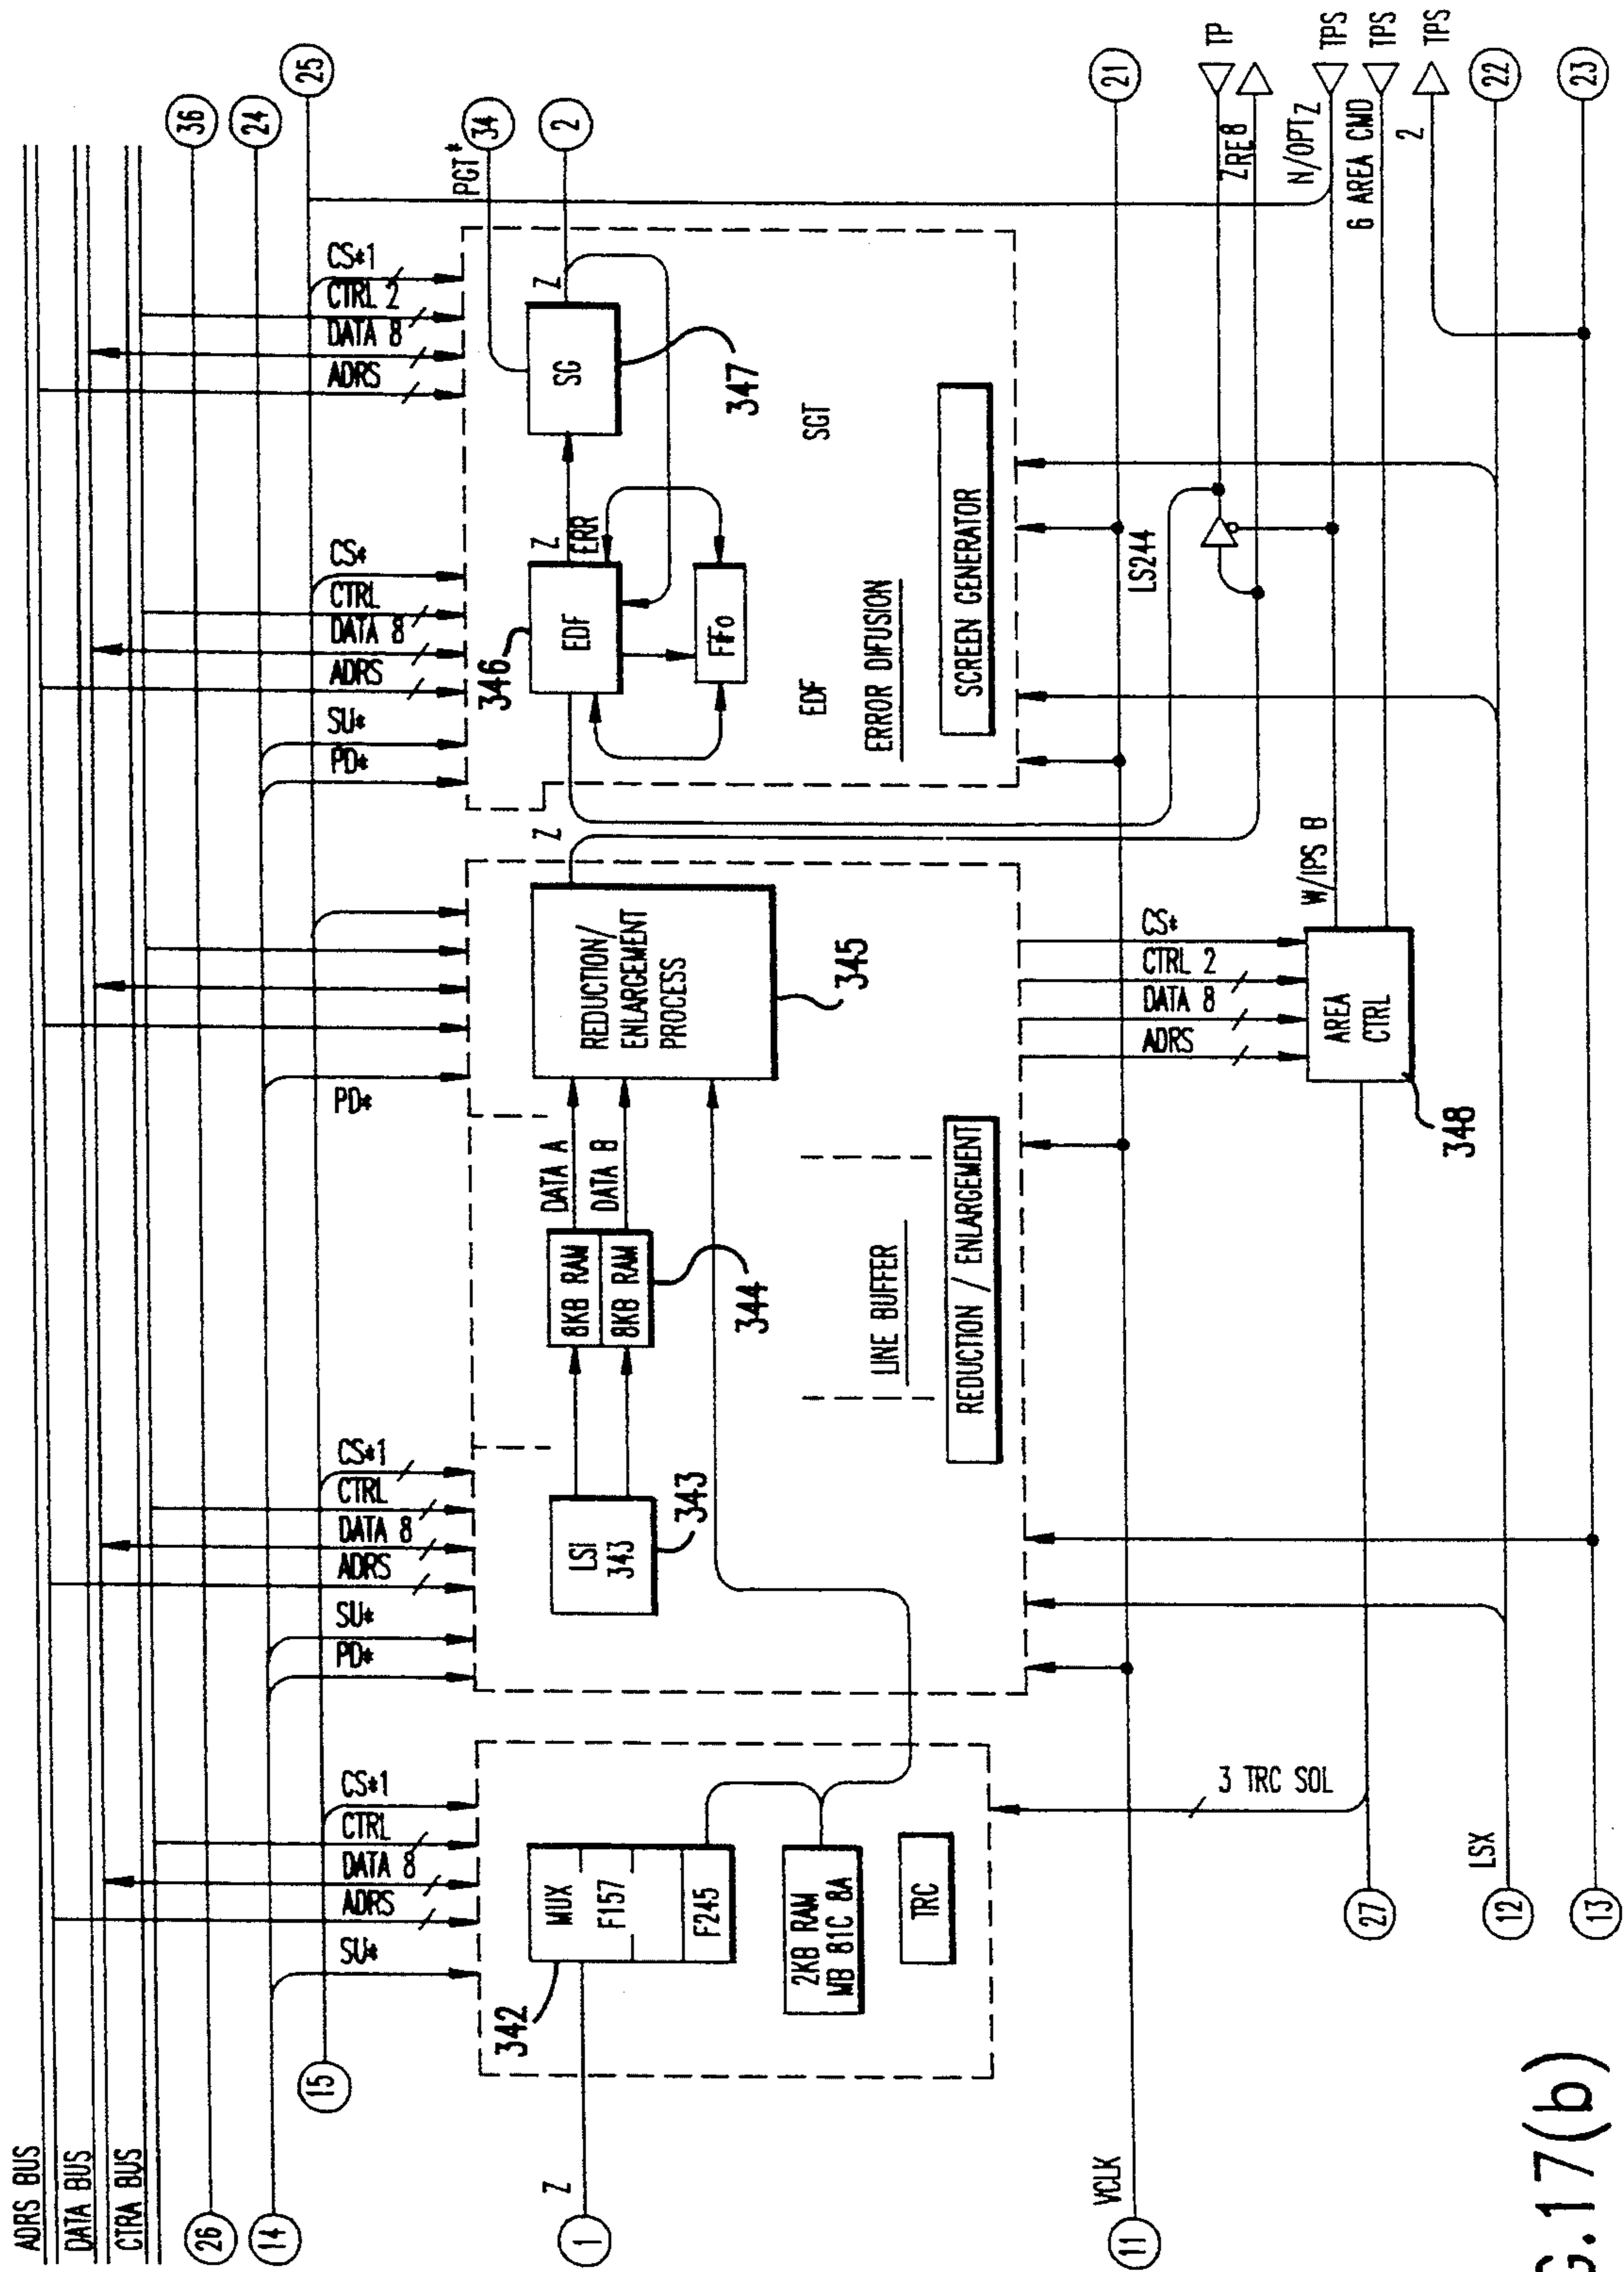 ADRS BUS
DATA BUS
CTRA BUS
26
36
14
24
15
25
SU*
ADRS
DATA 8
CTRL
CS*1
PD*
SU*
ADRS
DATA 8
CTRL
CS*1
PD*
PD*
SU*
ADRS
DATA 8
CTRL
CS*
ADRS
DATA 8
CTRL 2
CS*1
PGT*
34
1
Z
342
MUX
F157
F245
2KB RAM
MB 81C 8A
TRC
LSI
343
343
8KB RAM
8KB RAM
344
DATA A
DATA B
REDUCTION/
ENLARGEMENT
PROCESS
345
LINE BUFFER
REDUCTION / ENLARGEMENT
Z
346
EDF
Z
ERR
FFo
SG
Z
2
347
EDF
SGT
ERROR DIFUSION
SCREEN GENERATOR
11
VCLK
21
LS244
TP
ZRE8
3 TRC SOL
ADRS
DATA 8
CTRL 2
CS*
AREA
CTRL
348
W/IPS B
N/OPTZ
TPS
6 AREA CMD
TPS
2
TPS
27
12
LSX
22
13
23
G.17(b)